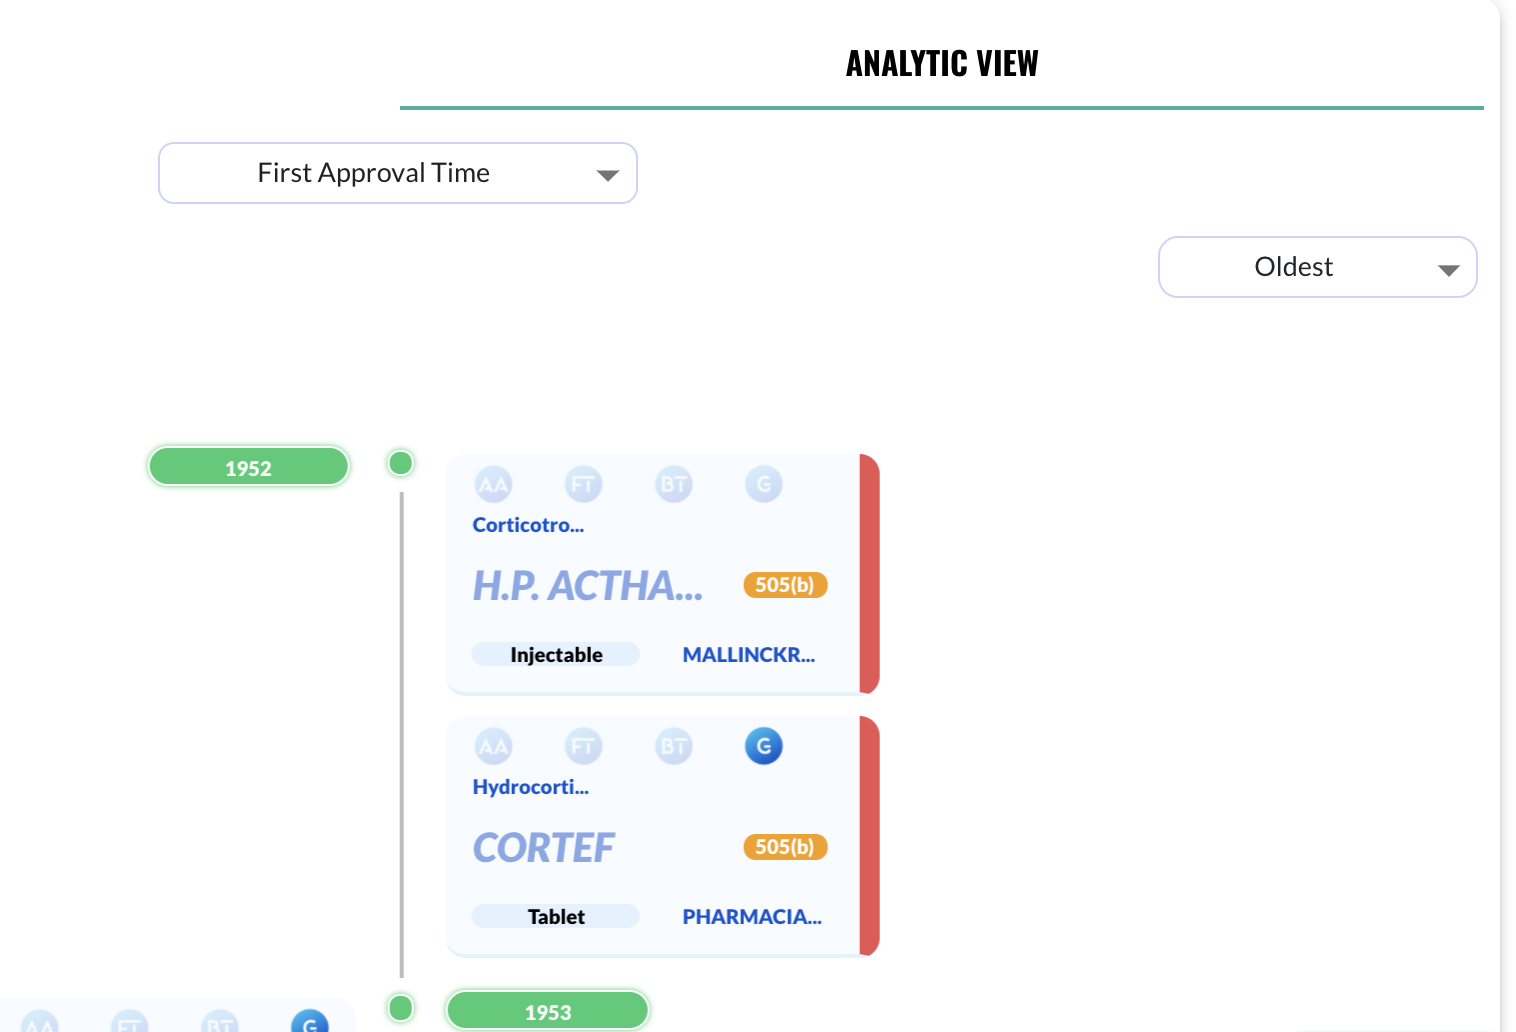 ANALYTIC VIEW
First Approval Time
Oldest
1952
AA FT BT G
Corticotro...
H.P. ACTHA... 505(b)
Injectable MALLINCKR...
AA FT BT G
Hydrocorti...
CORTEF 505(b)
Tablet PHARMACIA...
1953
AA FT BT G